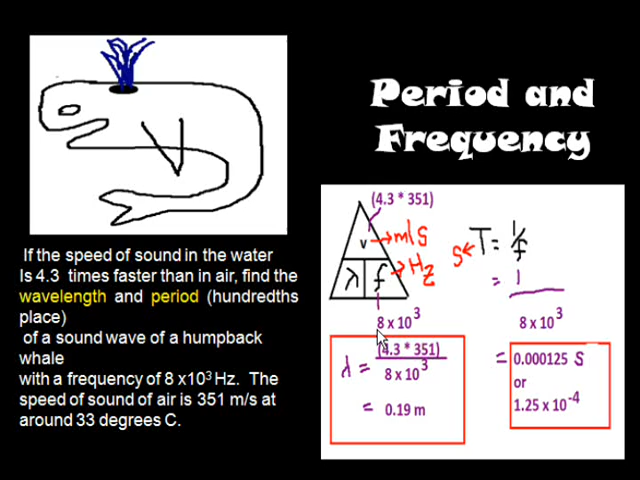 Period and
Frequency
If the speed of sound in the water
Is 4.3 times faster than in air, find the
wavelength and period (hundredths
place)
of a sound wave of a humpback
whale
with a frequency of 8 x10³ Hz. The
speed of sound of air is 351 m/s at
around 33 degrees C.
(4.3 * 351)
v → m/s
λ f → Hz
8 x 10³
λ = (4.3 * 351)
8 x 10³
= 0.19 m
s ← T = 1/f
= 1
8 x 10³
= 0.000125 s
or
1.25 x 10⁻⁴